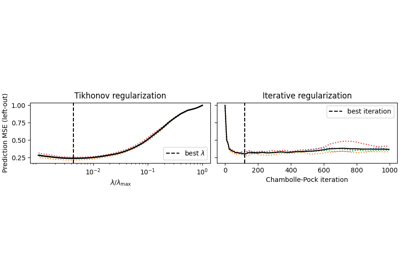 Tikhonov regularization
Iterative regularization
Prediction MSE (left-out)
1.00
0.75
0.50
0.25
best λ
best iteration
10⁻² 10⁻¹ 10⁰
0 200 400 600 800 1000
λ/λmax
Chambolle-Pock iteration